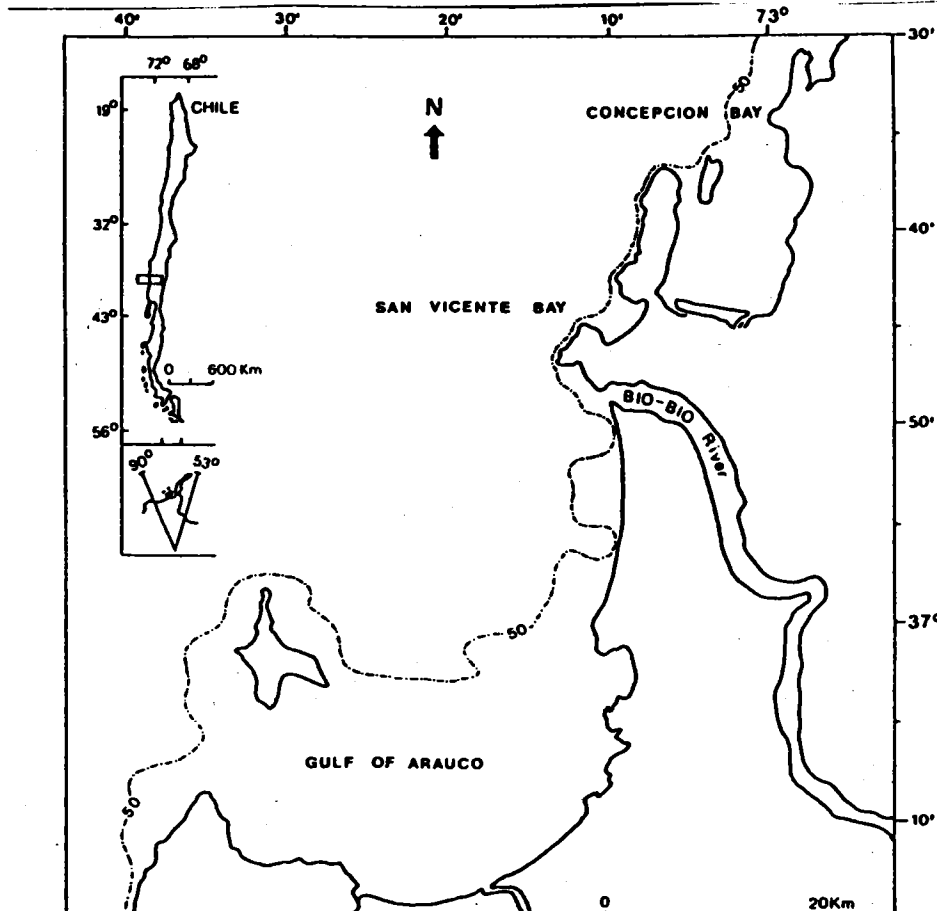 40° 30° 20° 10° 73°
30'
72° 68°
19°
CHILE
N
50
CONCEPCION BAY
37°
40'
SAN VICENTE BAY
43°
0 600 Km
BIO-BIO River
50'
56°
90° 53°
50
37°
GULF OF ARAUCO
50
10'
0 20Km